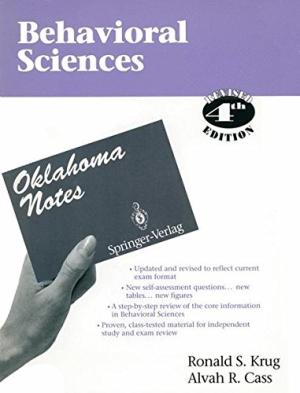 Behavioral
Sciences
REVISED
4th
EDITION
Oklahoma
Notes
Springer-Verlag
• Updated and revised to reflect current
exam format
• New self-assessment questions... new
tables... new figures
• A step-by-step review of the core information
in Behavioral Sciences
• Proven, class-tested material for independent
study and exam review
Ronald S. Krug
Alvah R. Cass